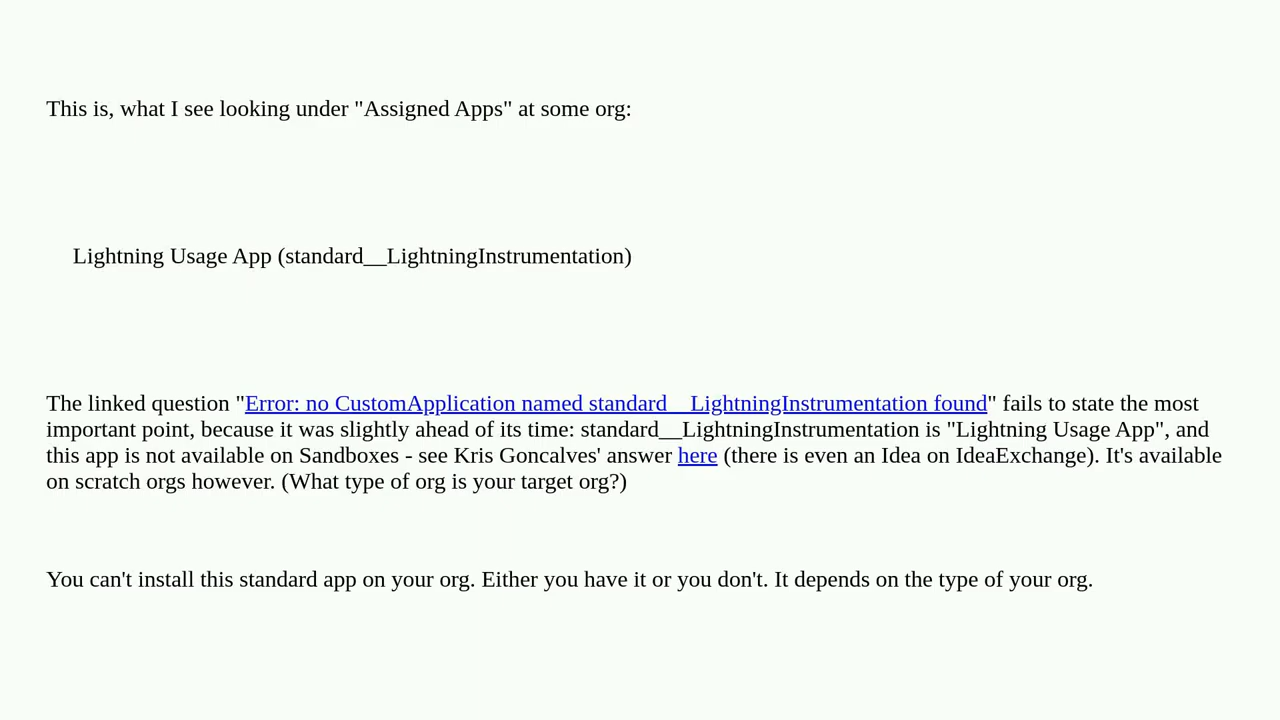 This is, what I see looking under "Assigned Apps" at some org:
Lightning Usage App (standard__LightningInstrumentation)
The linked question "Error: no CustomApplication named standard__LightningInstrumentation found" fails to state the most
important point, because it was slightly ahead of its time: standard__LightningInstrumentation is "Lightning Usage App", and
this app is not available on Sandboxes - see Kris Goncalves' answer here (there is even an Idea on IdeaExchange). It's available
on scratch orgs however. (What type of org is your target org?)
You can't install this standard app on your org. Either you have it or you don't. It depends on the type of your org.